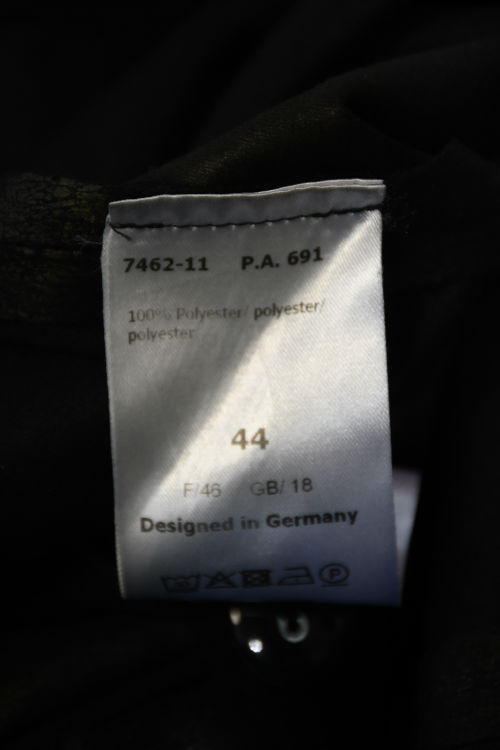 7462-11 P.A. 691
100% Polyester/ polyester/
polyester
44
F/46 GB/ 18
Designed in Germany
P